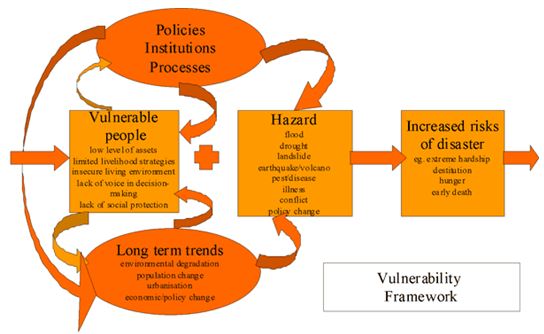 Policies
Institutions
Processes
Vulnerable
people
low level of assets
limited livelihood strategies
insecure living environment
lack of voice in decision-
making
lack of social protection
Hazard
flood
drought
landslide
earthquake/volcano
pest/disease
illness
conflict
policy change
Increased risks
of disaster
eg. extreme hardship
destitution
hunger
early death
Long term trends
environmental degradation
population change
urbanisation
economic/policy change
Vulnerability
Framework